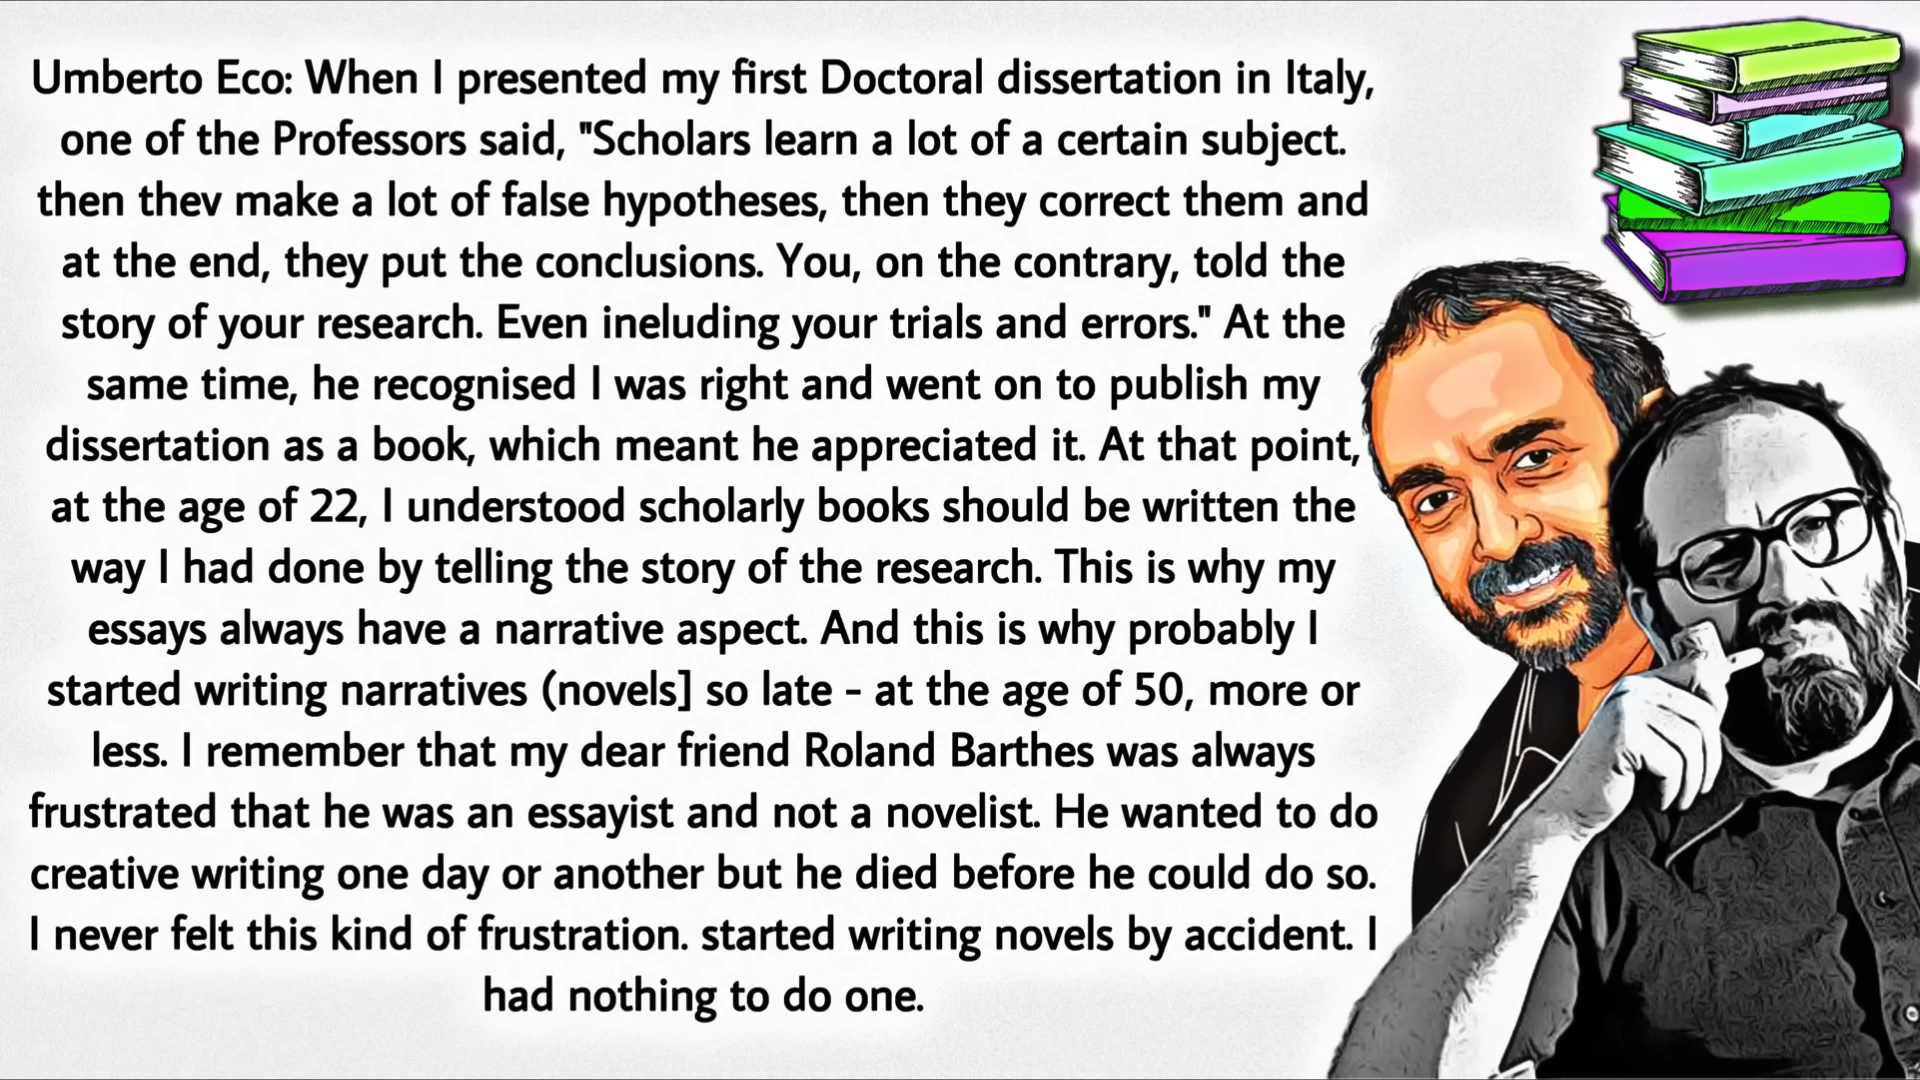 Umberto Eco: When I presented my first Doctoral dissertation in Italy,
one of the Professors said, "Scholars learn a lot of a certain subject.
then thev make a lot of false hypotheses, then they correct them and
at the end, they put the conclusions. You, on the contrary, told the
story of your research. Even ineluding your trials and errors." At the
same time, he recognised I was right and went on to publish my
dissertation as a book, which meant he appreciated it. At that point,
at the age of 22, I understood scholarly books should be written the
way I had done by telling the story of the research. This is why my
essays always have a narrative aspect. And this is why probably I
started writing narratives (novels] so late - at the age of 50, more or
less. I remember that my dear friend Roland Barthes was always
frustrated that he was an essayist and not a novelist. He wanted to do
creative writing one day or another but he died before he could do so.
I never felt this kind of frustration. started writing novels by accident. I
had nothing to do one.